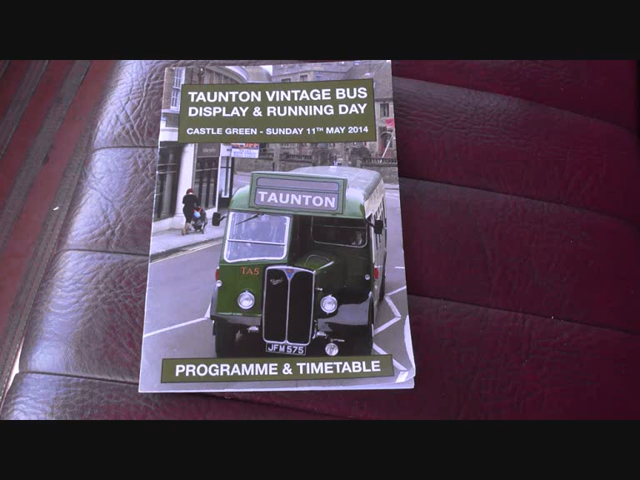 TAUNTON VINTAGE BUS
DISPLAY & RUNNING DAY
CASTLE GREEN - SUNDAY 11TH MAY 2014
TAUNTON
TA5
JFM 575
PROGRAMME & TIMETABLE